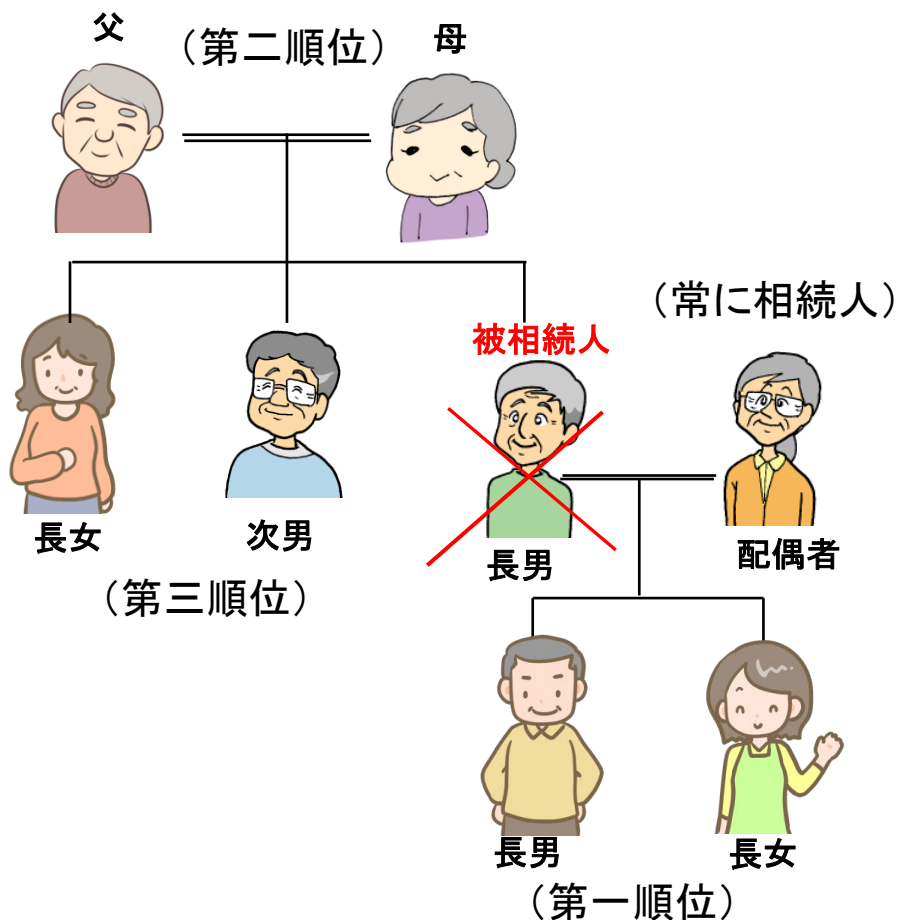 父
（第二順位）
母
（常に相続人）
被相続人
長女
次男
長男
配偶者
（第三順位）
長男
長女
（第一順位）